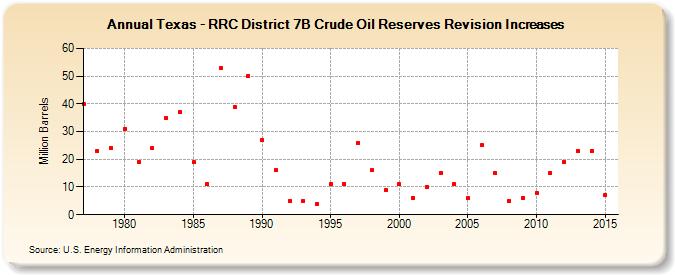 Annual Texas - RRC District 7B Crude Oil Reserves Revision Increases
Million Barrels
60
50
40
30
20
10
0
1980 1985 1990 1995 2000 2005 2010 2015
Source: U.S. Energy Information Administration